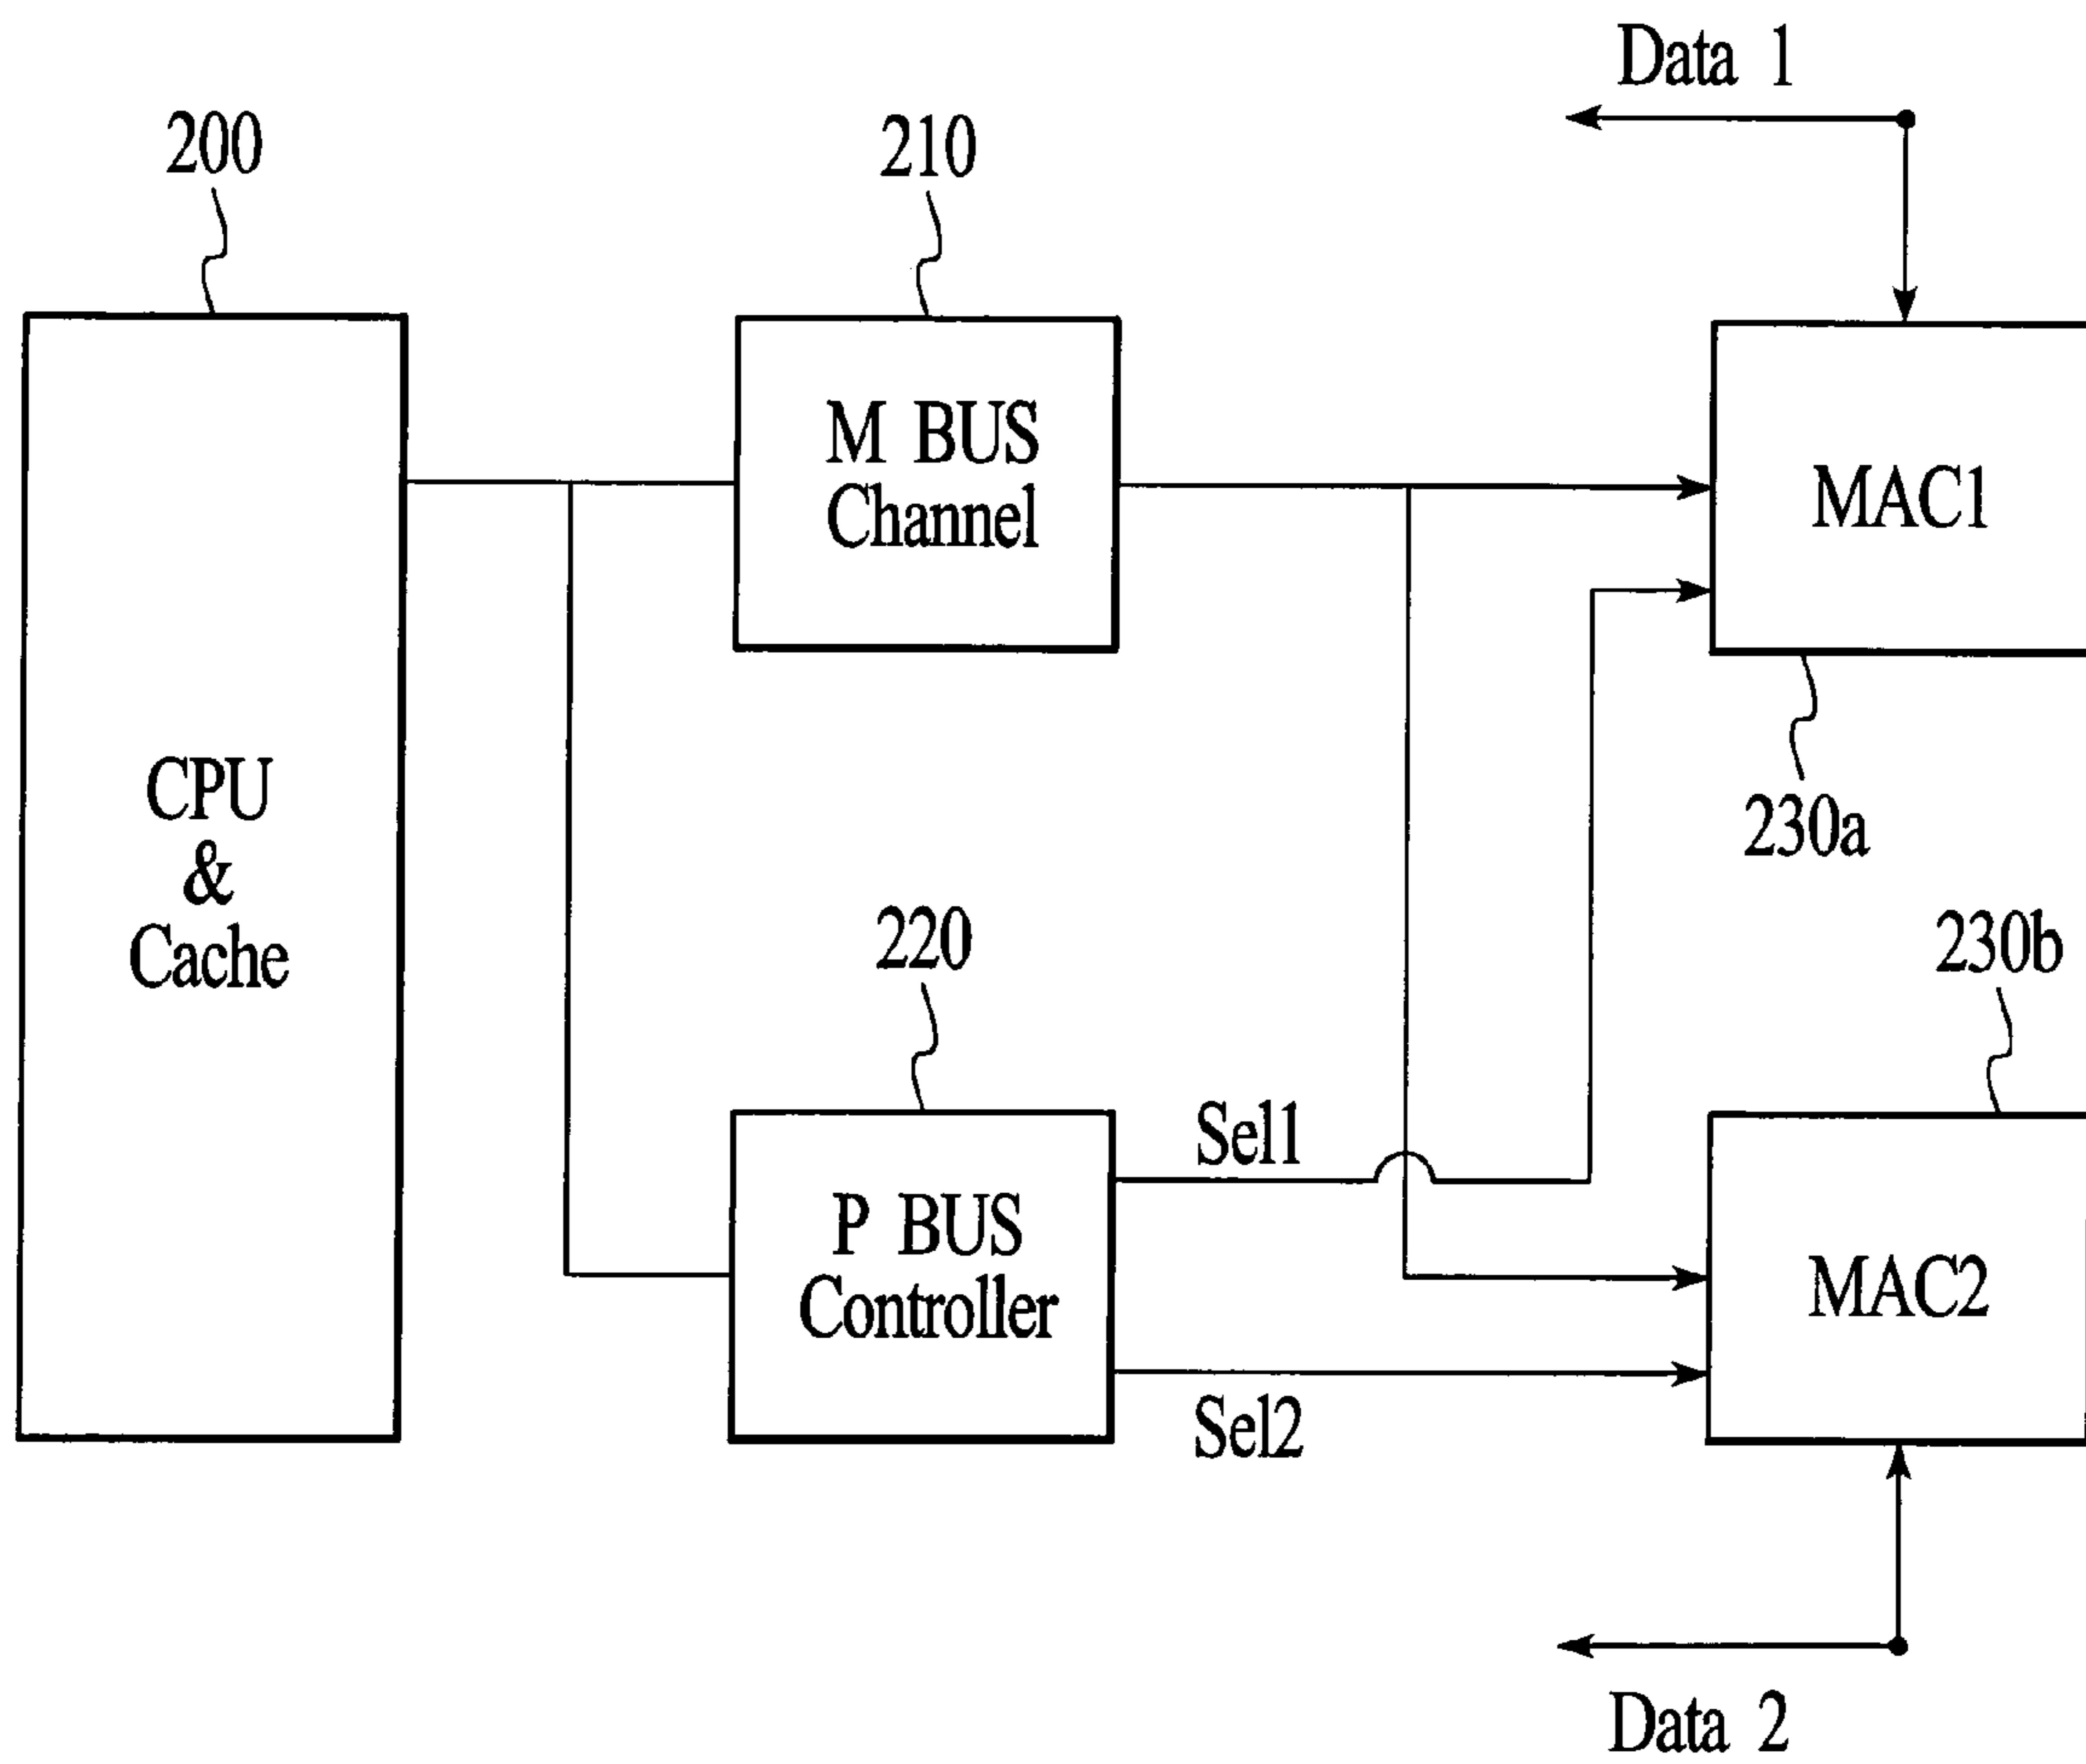 Data 1
200
210
M BUS
Channel
MAC1
230a
CPU
&
Cache
220
230b
Sel1
P BUS
Controller
MAC2
Sel2
Data 2